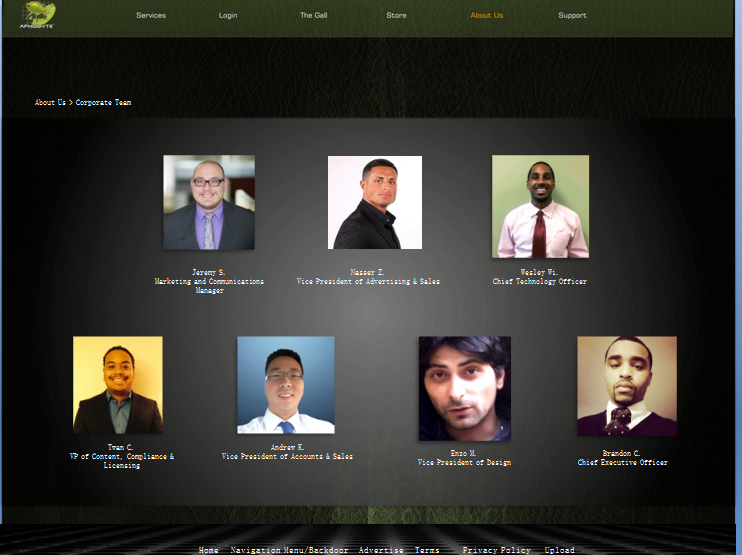 APHIDBYTE
Services Login The Gall Store About Us Support
About Us > Corporate Team
Jeremy S.
Marketing and Communications
Manager
Nasser Z.
Vice President of Advertising & Sales
Wesley Wi.
Chief Technology Officer
Twan C.
VP of Content, Compliance &
Licensing
Andrew K.
Vice President of Accounts & Sales
Enzo M.
Vice President of Design
Brandon C.
Chief Executive Officer
Home Navigation Menu/Backdoor Advertise Terms Privacy Policy Upload